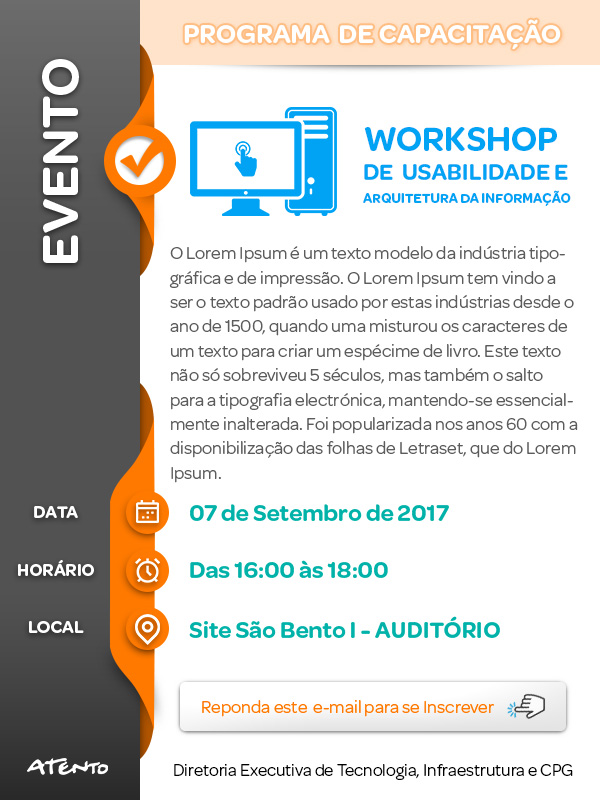 PROGRAMA DE CAPACITAÇÃO
EVENTO
WORKSHOP
DE USABILIDADE E
ARQUITETURA DA INFORMAÇÃO
O Lorem Ipsum é um texto modelo da indústria tipo-
gráfica e de impressão. O Lorem Ipsum tem vindo a
ser o texto padrão usado por estas indústrias desde o
ano de 1500, quando uma misturou os caracteres de
um texto para criar um espécime de livro. Este texto
não só sobreviveu 5 séculos, mas também o salto
para a tipografia electrónica, mantendo-se essencial-
mente inalterada. Foi popularizada nos anos 60 com a
disponibilização das folhas de Letraset, que do Lorem
Ipsum.
DATA
07 de Setembro de 2017
HORÁRIO
Das 16:00 às 18:00
LOCAL
Site São Bento I - AUDITÓRIO
Reponda este e-mail para se Inscrever
ATENTO
Diretoria Executiva de Tecnologia, Infraestrutura e CPG